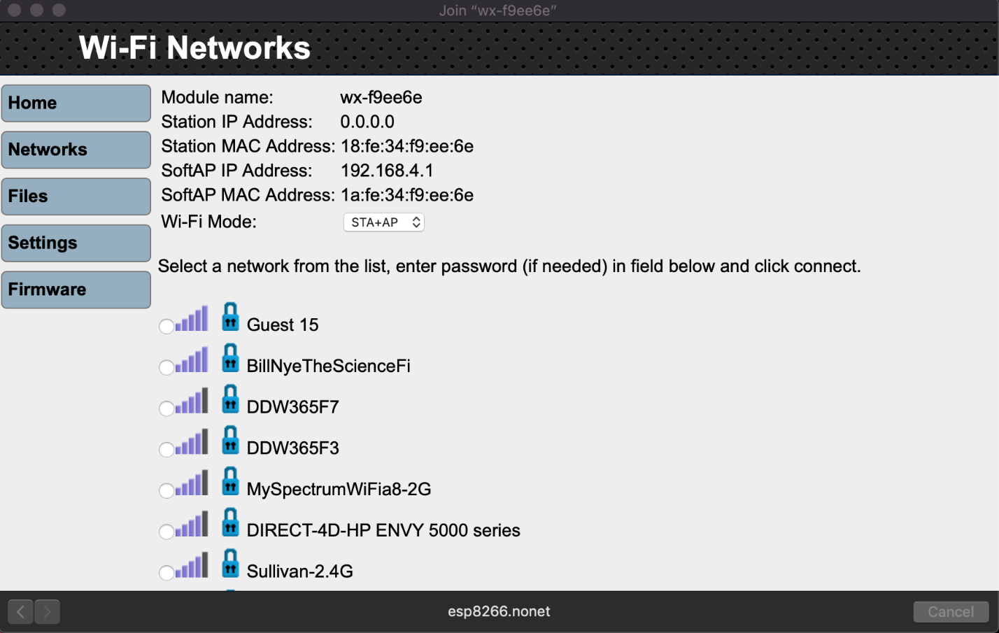 Join “wx-f9ee6e”
Wi-Fi Networks
Home
Networks
Files
Settings
Firmware
Module name: wx-f9ee6e
Station IP Address: 0.0.0.0
Station MAC Address: 18:fe:34:f9:ee:6e
SoftAP IP Address: 192.168.4.1
SoftAP MAC Address: 1a:fe:34:f9:ee:6e
Wi-Fi Mode: STA+AP
Select a network from the list, enter password (if needed) in field below and click connect.
Guest 15
BillNyeTheScienceFi
DDW365F7
DDW365F3
MySpectrumWiFia8-2G
DIRECT-4D-HP ENVY 5000 series
Sullivan-2.4G
esp8266.nonet
Cancel